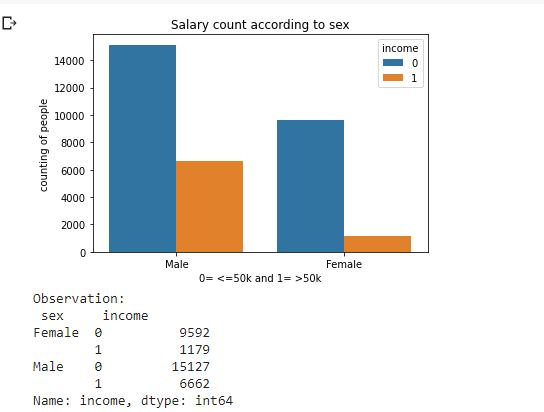 Salary count according to sex
income
0
1
14000
12000
10000
8000
6000
4000
2000
0
counting of people
Male Female
0= <=50k and 1= >50k
Observation:
sex income
Female 0 9592
1 1179
Male 0 15127
1 6662
Name: income, dtype: int64